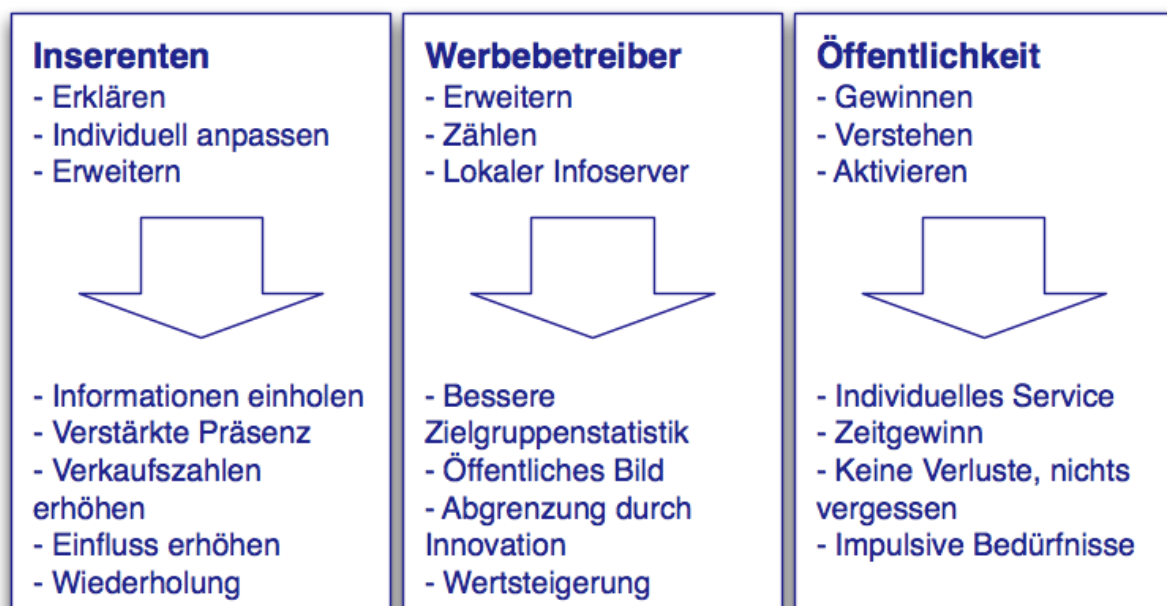 Inserenten
- Erklären
- Individuell anpassen
- Erweitern
- Informationen einholen
- Verstärkte Präsenz
- Verkaufszahlen
erhöhen
- Einfluss erhöhen
- Wiederholung
Werbebetreiber
- Erweitern
- Zählen
- Lokaler Infoserver
- Bessere
Zielgruppenstatistik
- Öffentliches Bild
- Abgrenzung durch
Innovation
- Wertsteigerung
Öffentlichkeit
- Gewinnen
- Verstehen
- Aktivieren
- Individuelles Service
- Zeitgewinn
- Keine Verluste, nichts
vergessen
- Impulsive Bedürfnisse